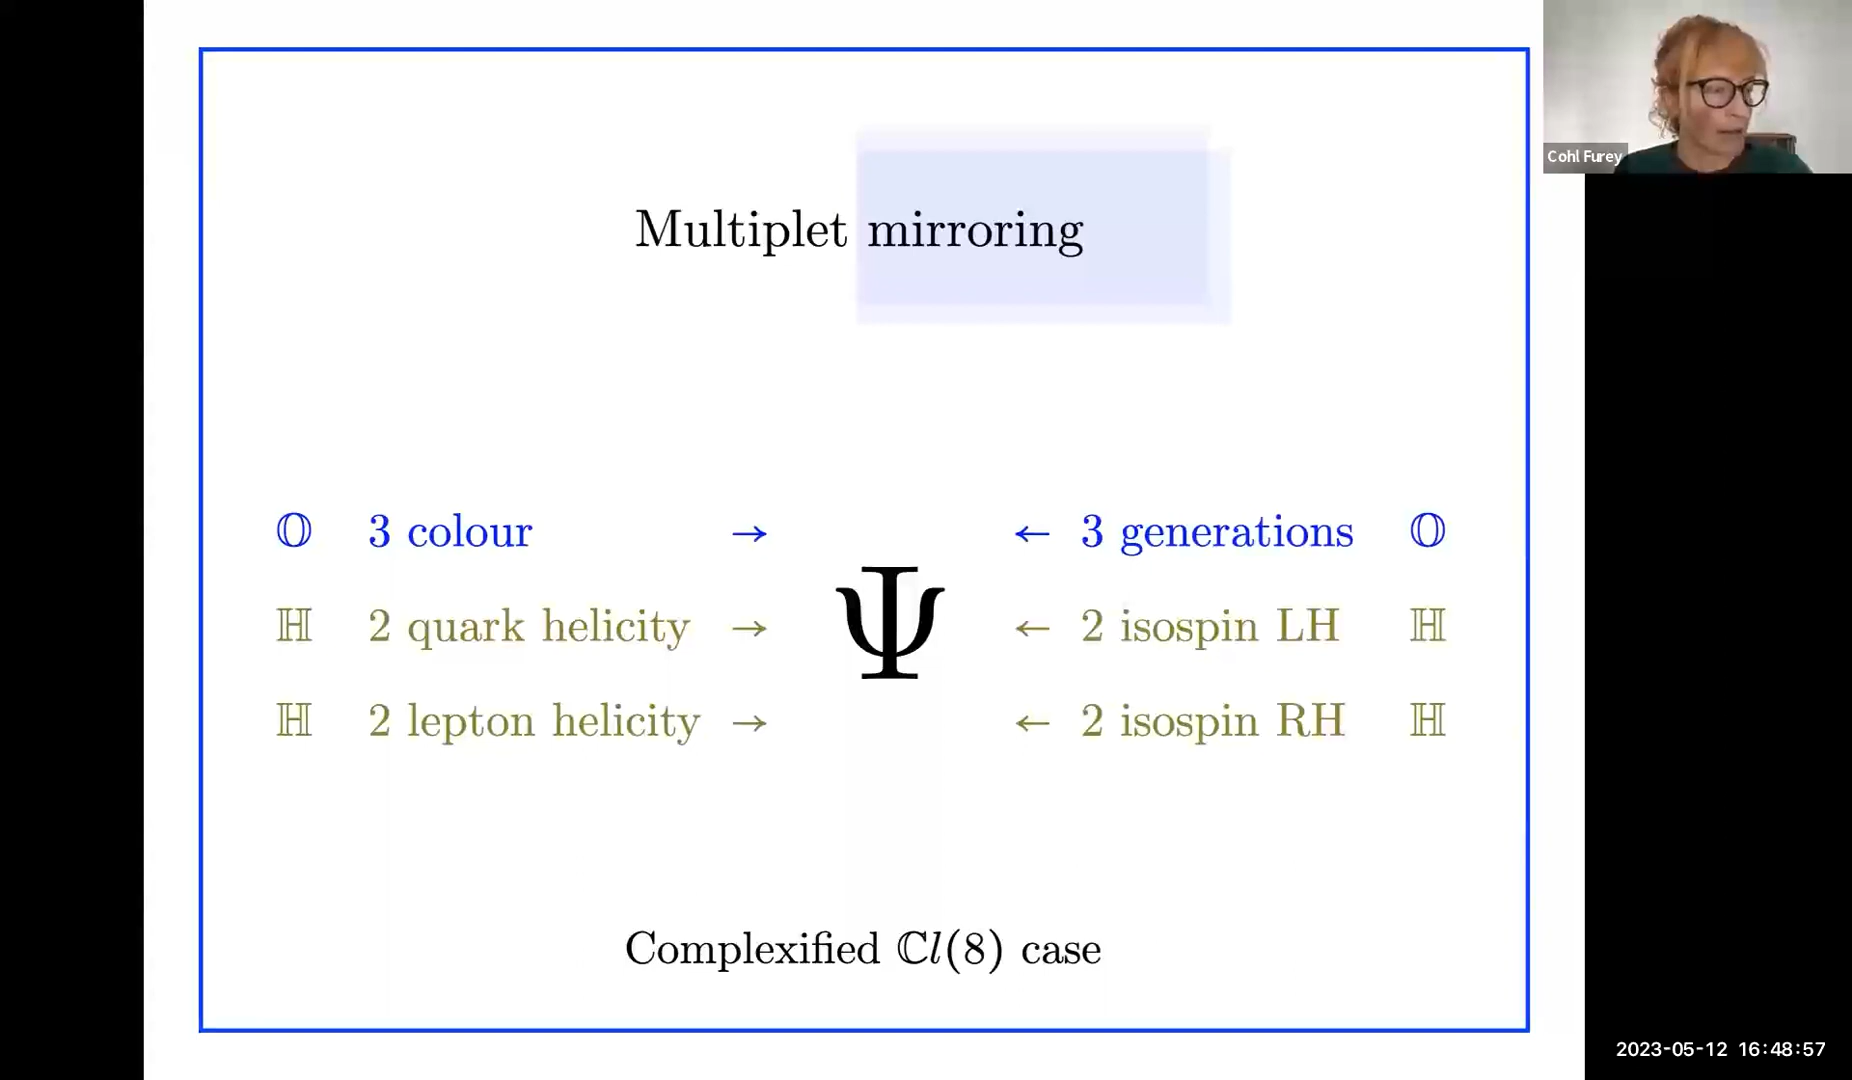 Cohl Furey
Multiplet mirroring
𝕆 3 colour → ← 3 generations 𝕆
Ψ
ℍ 2 quark helicity → ← 2 isospin LH ℍ
ℍ 2 lepton helicity → ← 2 isospin RH ℍ
Complexified ℂl(8) case
2023-05-12 16:48:57